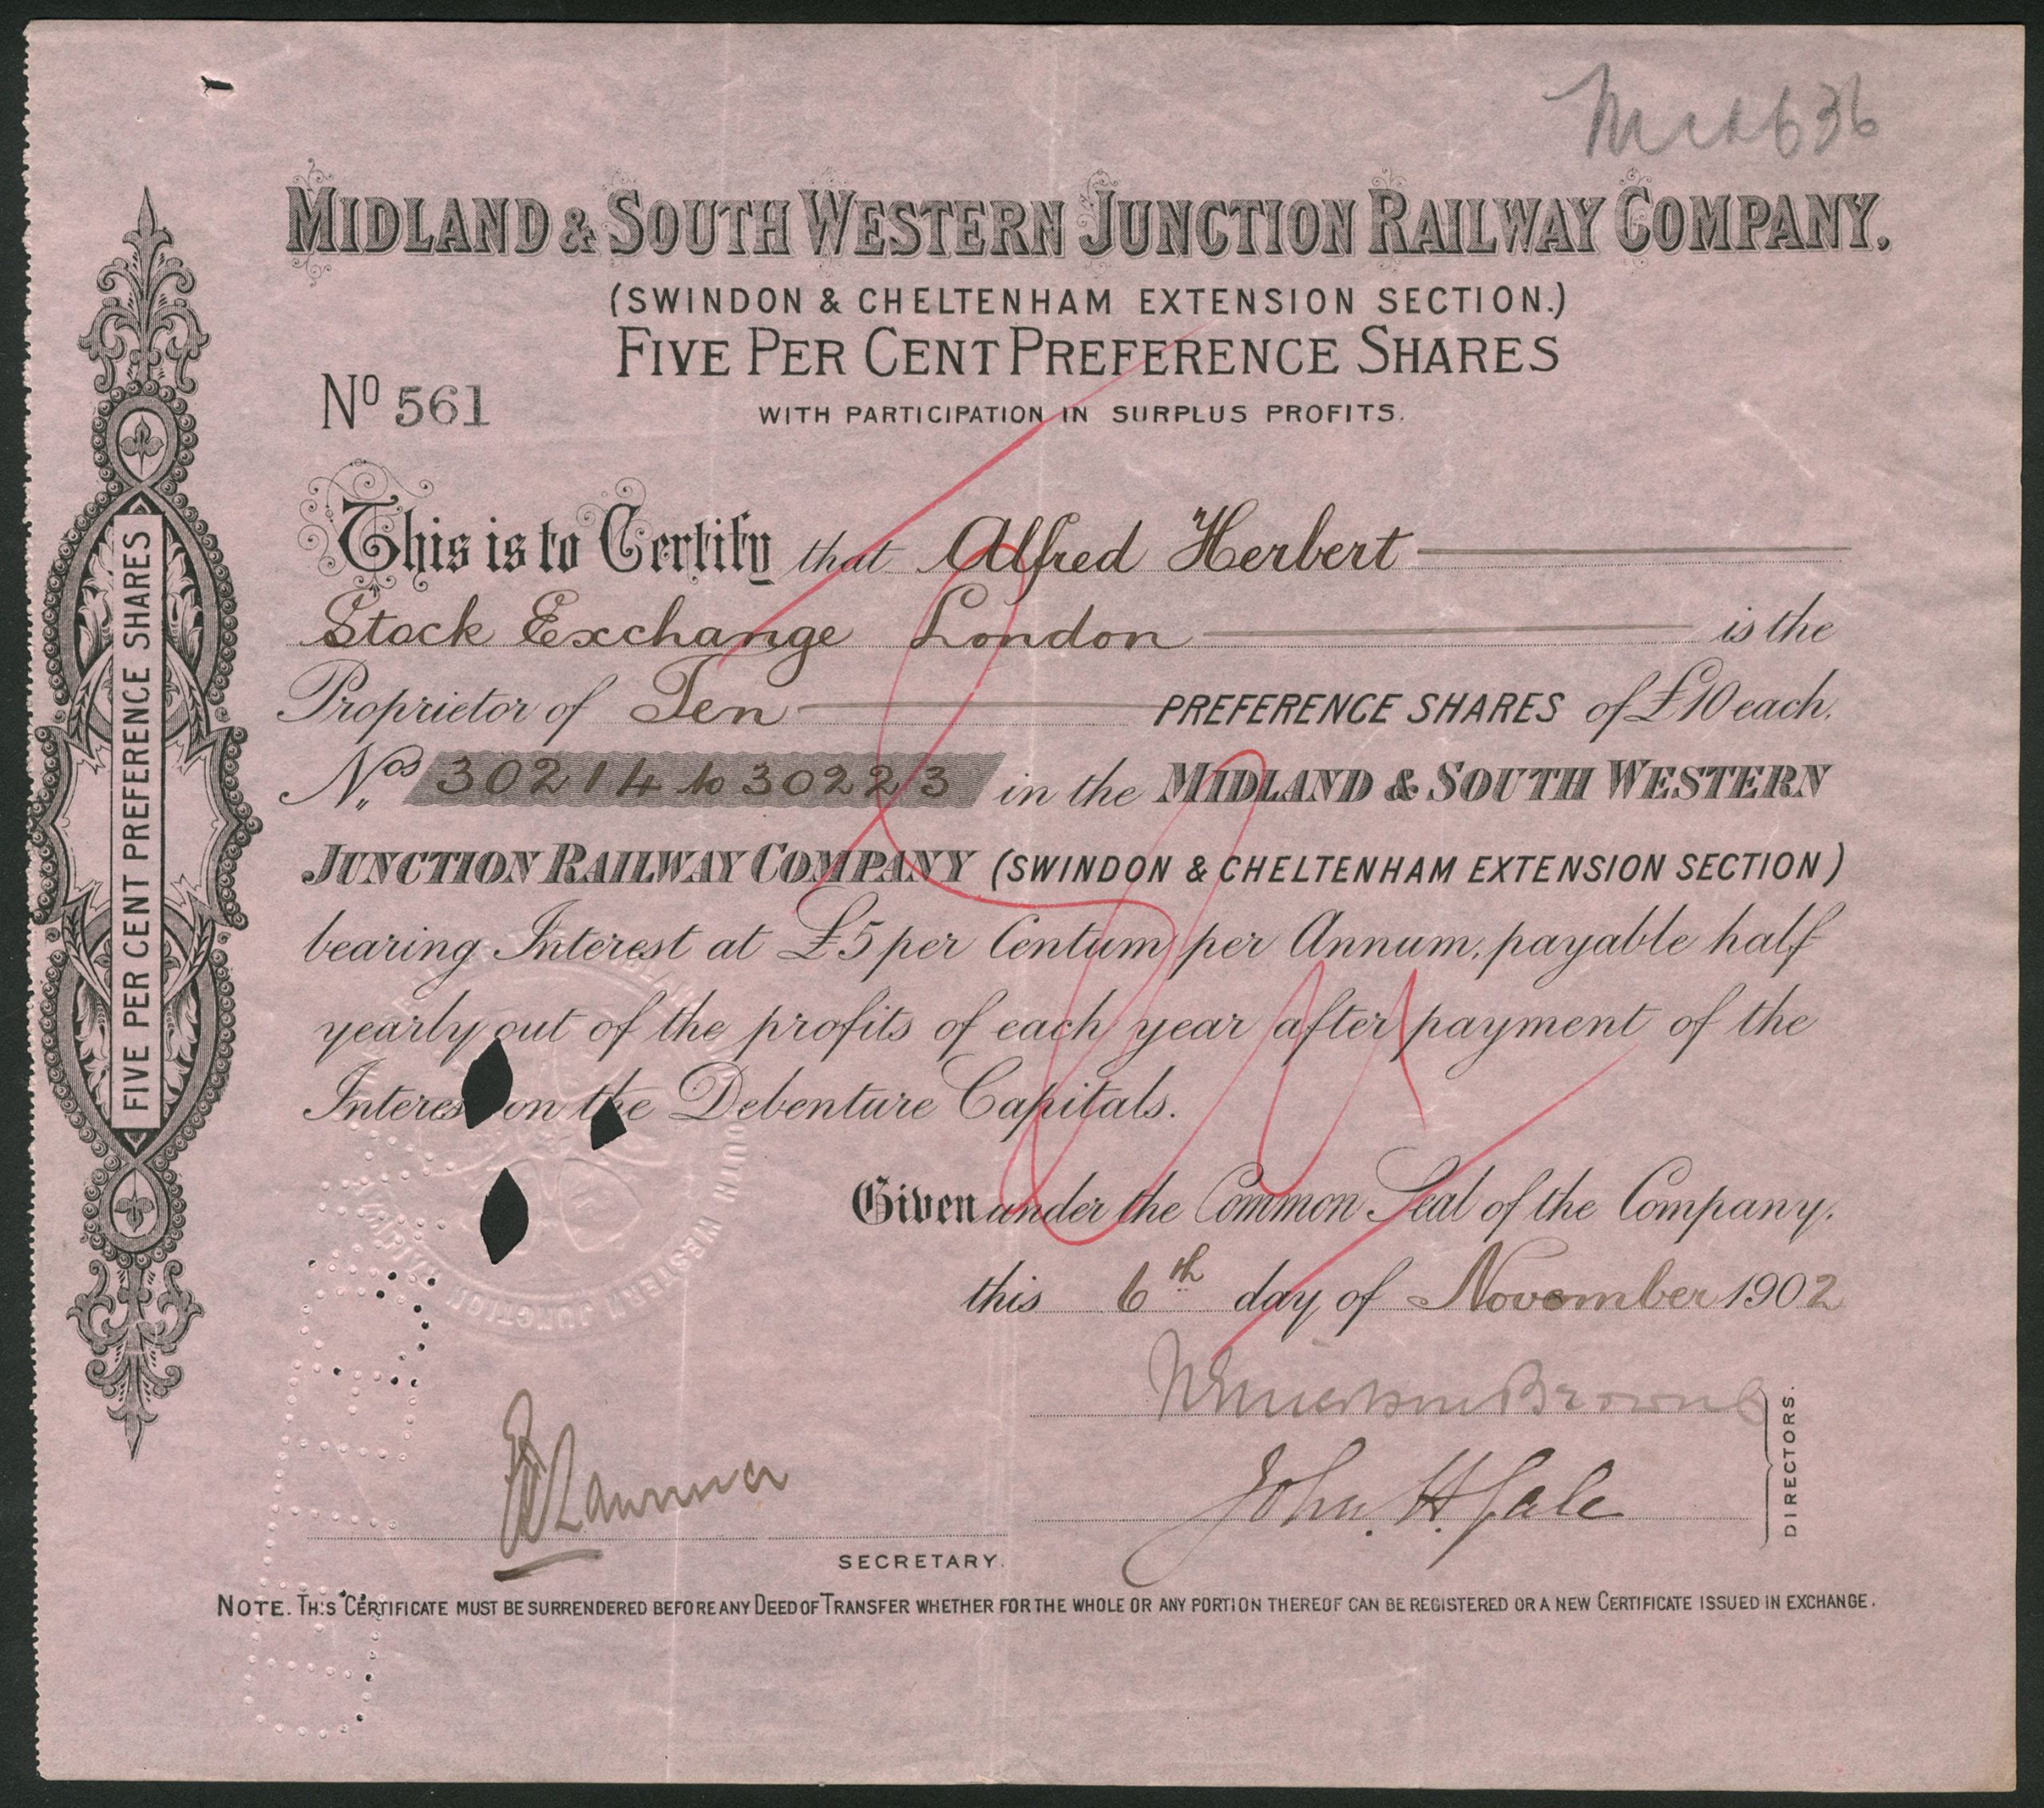 636
MIDLAND & SOUTH WESTERN JUNCTION RAILWAY COMPANY.
(SWINDON & CHELTENHAM EXTENSION SECTION.)
FIVE PER CENT PREFERENCE SHARES
No 561
WITH PARTICIPATION IN SURPLUS PROFITS.
This is to Certify that Alfred Herbert
Stock Exchange London is the
Proprietor of Ten PREFERENCE SHARES of £10 each.
Nos 30214 to 30223 in the MIDLAND & SOUTH WESTERN
JUNCTION RAILWAY COMPANY (SWINDON & CHELTENHAM EXTENSION SECTION)
bearing Interest at £5 per Centum per Annum, payable half
yearly out of the profits of each year after payment of the
Interest on the Debenture Capitals.
Given under the Common Seal of the Company.
this 6th day of November 1902
Browne
John. H. Gale
DIRECTORS.
SECRETARY.
NOTE. THIS CERTIFICATE MUST BE SURRENDERED BEFORE ANY DEED OF TRANSFER WHETHER FOR THE WHOLE OR ANY PORTION THEREOF CAN BE REGISTERED OR A NEW CERTIFICATE ISSUED IN EXCHANGE.
FIVE PER CENT PREFERENCE SHARES
SOUTH WESTERN JUNCTION